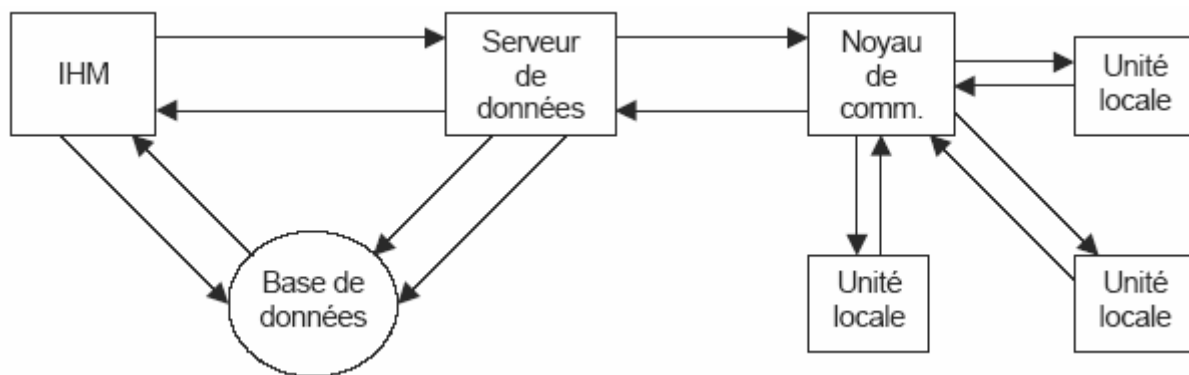 IHM
Serveur
de
données
Noyau
de
comm.
Unité
locale
Base de
données
Unité
locale
Unité
locale